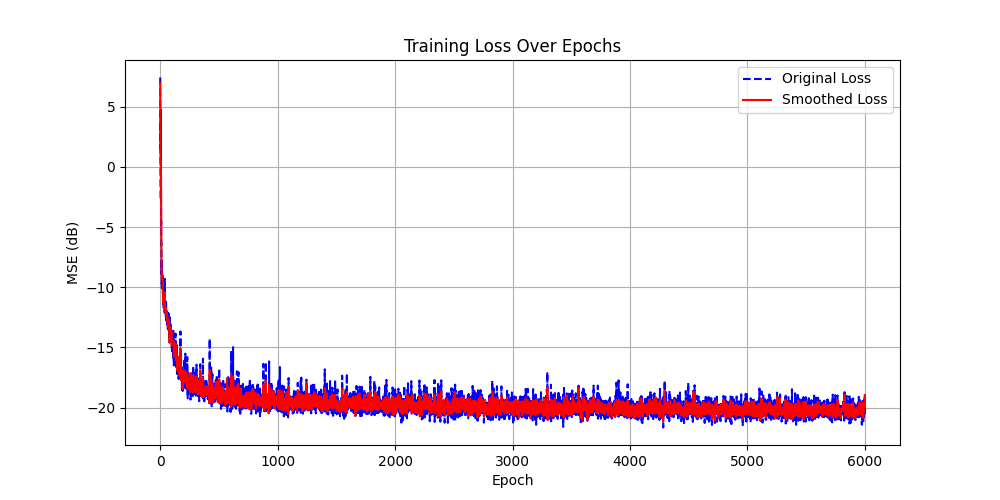 Training Loss Over Epochs
Original Loss
Smoothed Loss
5
0
−5
−10
−15
−20
MSE (dB)
0 1000 2000 3000 4000 5000 6000
Epoch